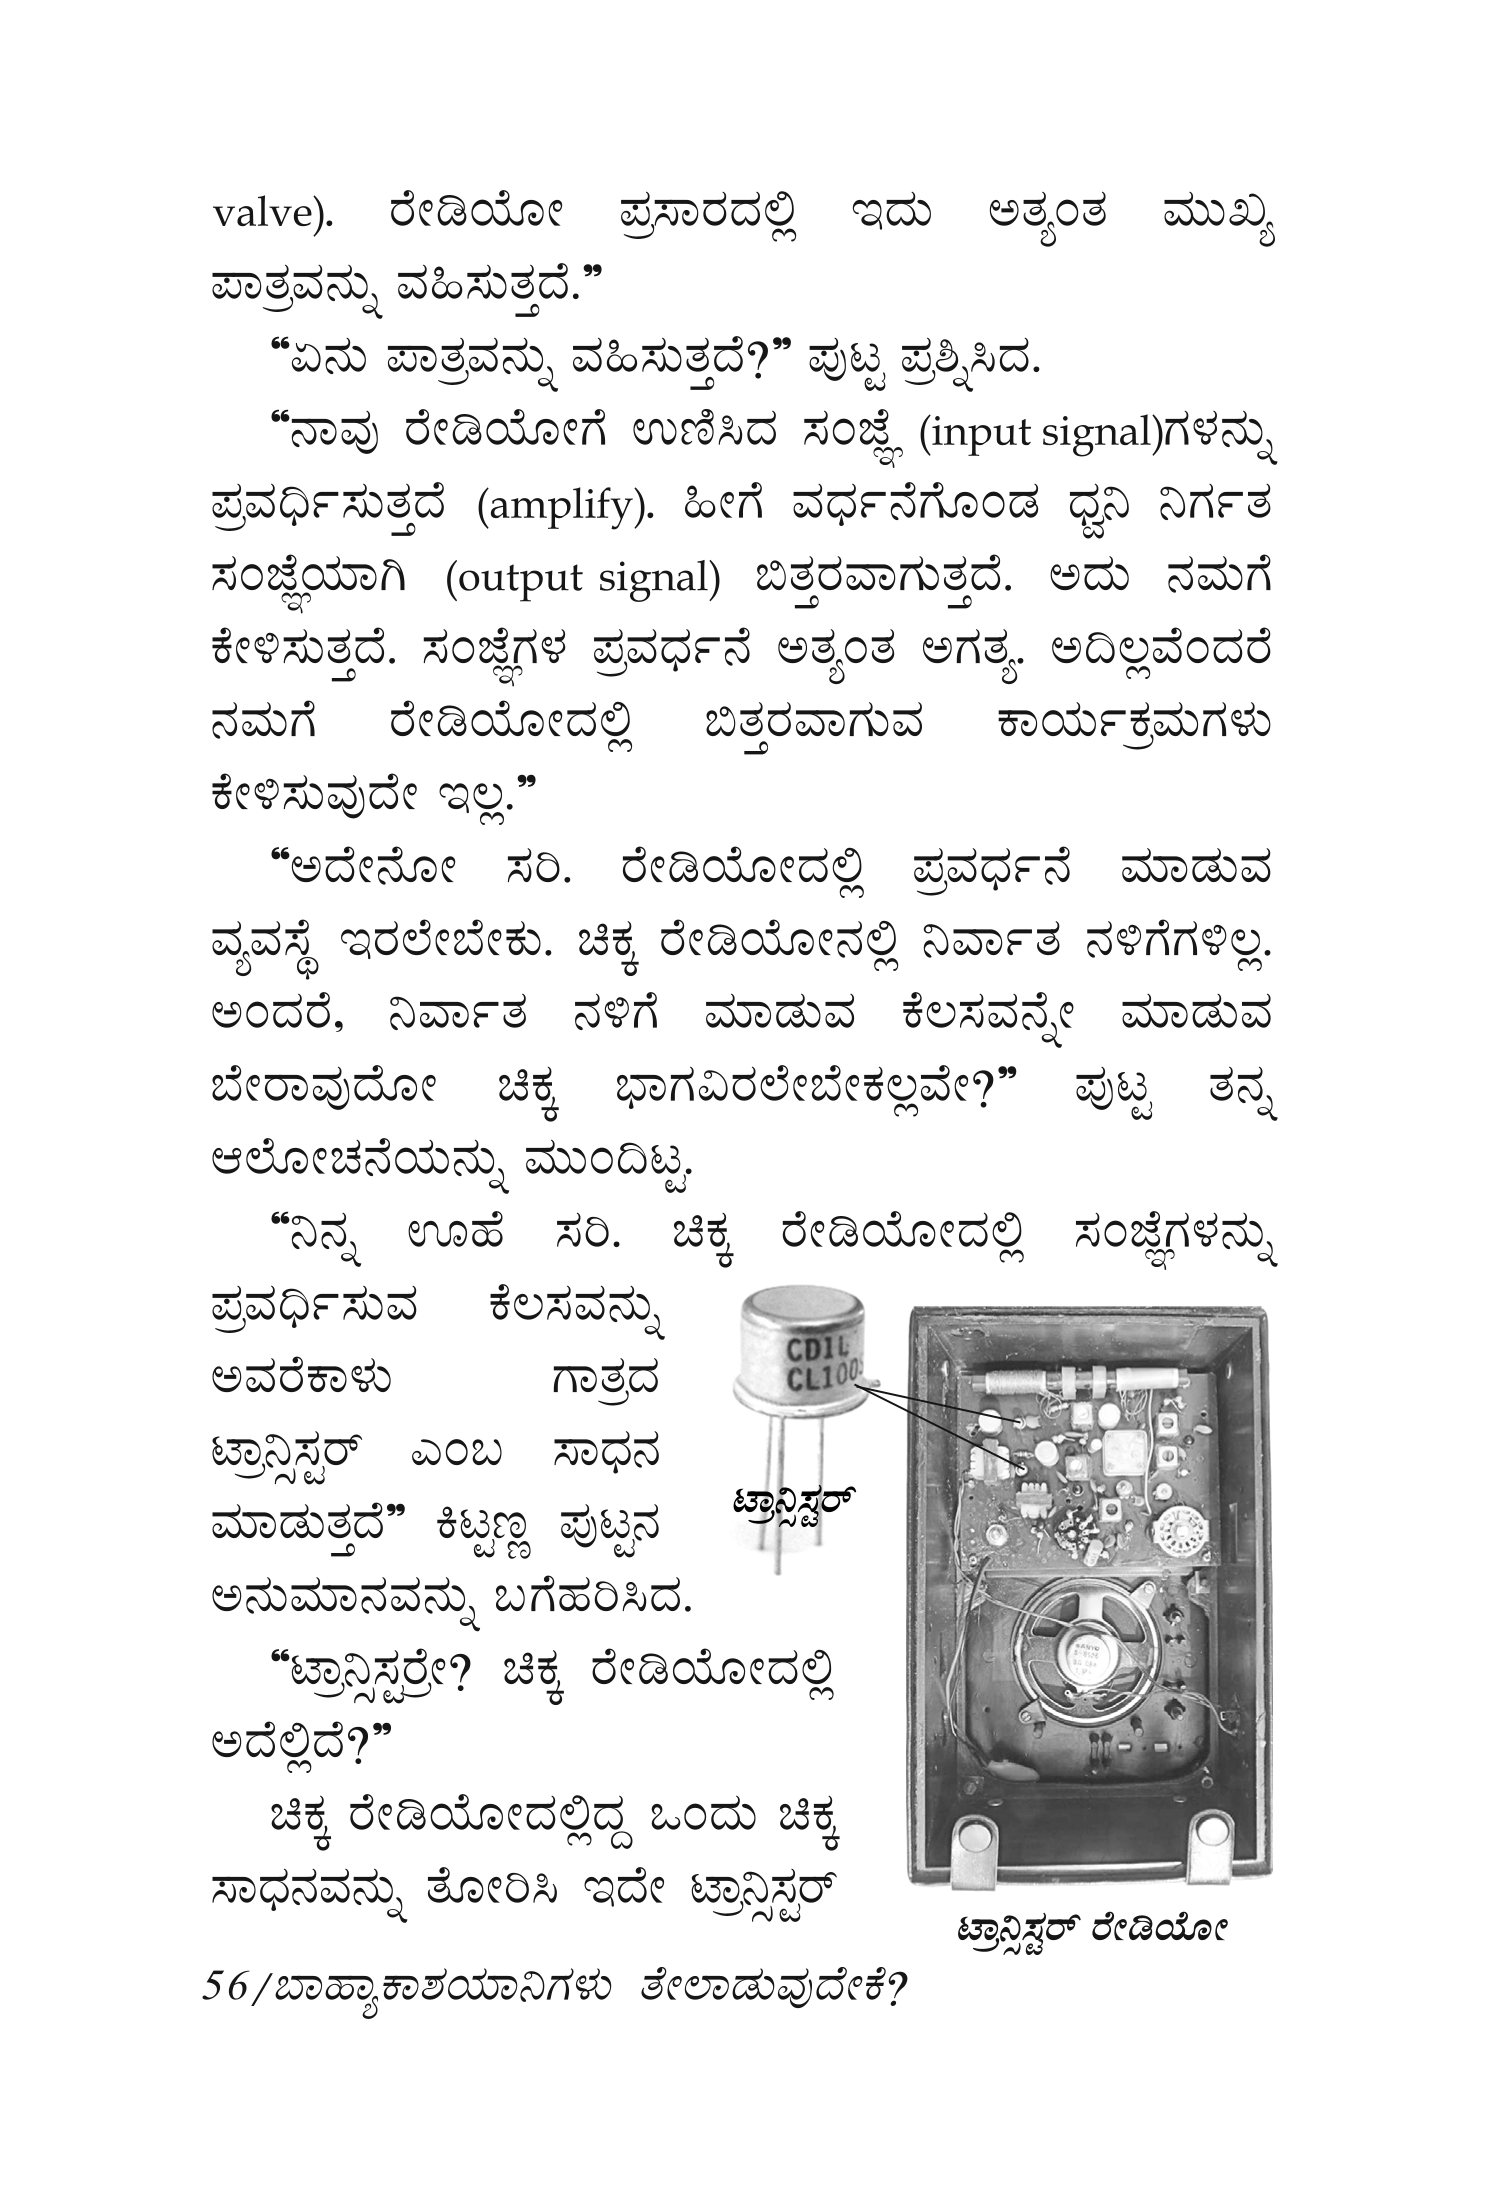 valve). ರೇಡಿಯೋ ಪ್ರಸಾರದಲ್ಲಿ ಇದು ಅತ್ಯಂತ ಮುಖ್ಯ
ಪಾತ್ರವನ್ನು ವಹಿಸುತ್ತದೆ.”
“ಏನು ಪಾತ್ರವನ್ನು ವಹಿಸುತ್ತದೆ?” ಪುಟ್ಟ ಪ್ರಶ್ನಿಸಿದ.
“ನಾವು ರೇಡಿಯೋಗೆ ಉಣಿಸಿದ ಸಂಜ್ಞೆ (input signal)ಗಳನ್ನು
ಪ್ರವರ್ಧಿಸುತ್ತದೆ (amplify). ಹೀಗೆ ವರ್ಧನೆಗೊಂಡ ಧ್ವನಿ ನಿರ್ಗತ
ಸಂಜ್ಞೆಯಾಗಿ (output signal) ಬಿತ್ತರವಾಗುತ್ತದೆ. ಅದು ನಮಗೆ
ಕೇಳಿಸುತ್ತದೆ. ಸಂಜ್ಞೆಗಳ ಪ್ರವರ್ಧನೆ ಅತ್ಯಂತ ಅಗತ್ಯ. ಅದಿಲ್ಲವೆಂದರೆ
ನಮಗೆ ರೇಡಿಯೋದಲ್ಲಿ ಬಿತ್ತರವಾಗುವ ಕಾರ್ಯಕ್ರಮಗಳು
ಕೇಳಿಸುವುದೇ ಇಲ್ಲ.”
“ಅದೇನೋ ಸರಿ. ರೇಡಿಯೋದಲ್ಲಿ ಪ್ರವರ್ಧನೆ ಮಾಡುವ
ವ್ಯವಸ್ಥೆ ಇರಲೇಬೇಕು. ಚಿಕ್ಕ ರೇಡಿಯೋನಲ್ಲಿ ನಿರ್ವಾತ ನಳಿಗೆಗಳಿಲ್ಲ.
ಅಂದರೆ, ನಿರ್ವಾತ ನಳಿಗೆ ಮಾಡುವ ಕೆಲಸವನ್ನೇ ಮಾಡುವ
ಬೇರಾವುದೋ ಚಿಕ್ಕ ಭಾಗವಿರಲೇಬೇಕಲ್ಲವೇ?” ಪುಟ್ಟ ತನ್ನ
ಆಲೋಚನೆಯನ್ನು ಮುಂದಿಟ್ಟ.
“ನಿನ್ನ ಊಹೆ ಸರಿ. ಚಿಕ್ಕ ರೇಡಿಯೋದಲ್ಲಿ ಸಂಜ್ಞೆಗಳನ್ನು
ಪ್ರವರ್ಧಿಸುವ ಕೆಲಸವನ್ನು
ಅವರೆಕಾಳು ಗಾತ್ರದ
ಟ್ರಾನ್ಸಿಸ್ಟರ್ ಎಂಬ ಸಾಧನ
ಮಾಡುತ್ತದೆ” ಕಿಟ್ಟಣ್ಣ ಪುಟ್ಟನ
ಅನುಮಾನವನ್ನು ಬಗೆಹರಿಸಿದ.
“ಟ್ರಾನ್ಸಿಸ್ಟರ್ರೇ? ಚಿಕ್ಕ ರೇಡಿಯೋದಲ್ಲಿ
ಅದೆಲ್ಲಿದೆ?”
ಚಿಕ್ಕ ರೇಡಿಯೋದಲ್ಲಿದ್ದ ಒಂದು ಚಿಕ್ಕ
ಸಾಧನವನ್ನು ತೋರಿಸಿ ಇದೇ ಟ್ರಾನ್ಸಿಸ್ಟರ್
CDIL
CL100S
ಟ್ರಾನ್ಸಿಸ್ಟರ್
SANYO
ಟ್ರಾನ್ಸಿಸ್ಟರ್ ರೇಡಿಯೋ
56/ಬಾಹ್ಯಾಕಾಶಯಾನಿಗಳು ತೇಲಾಡುವುದೇಕೆ?